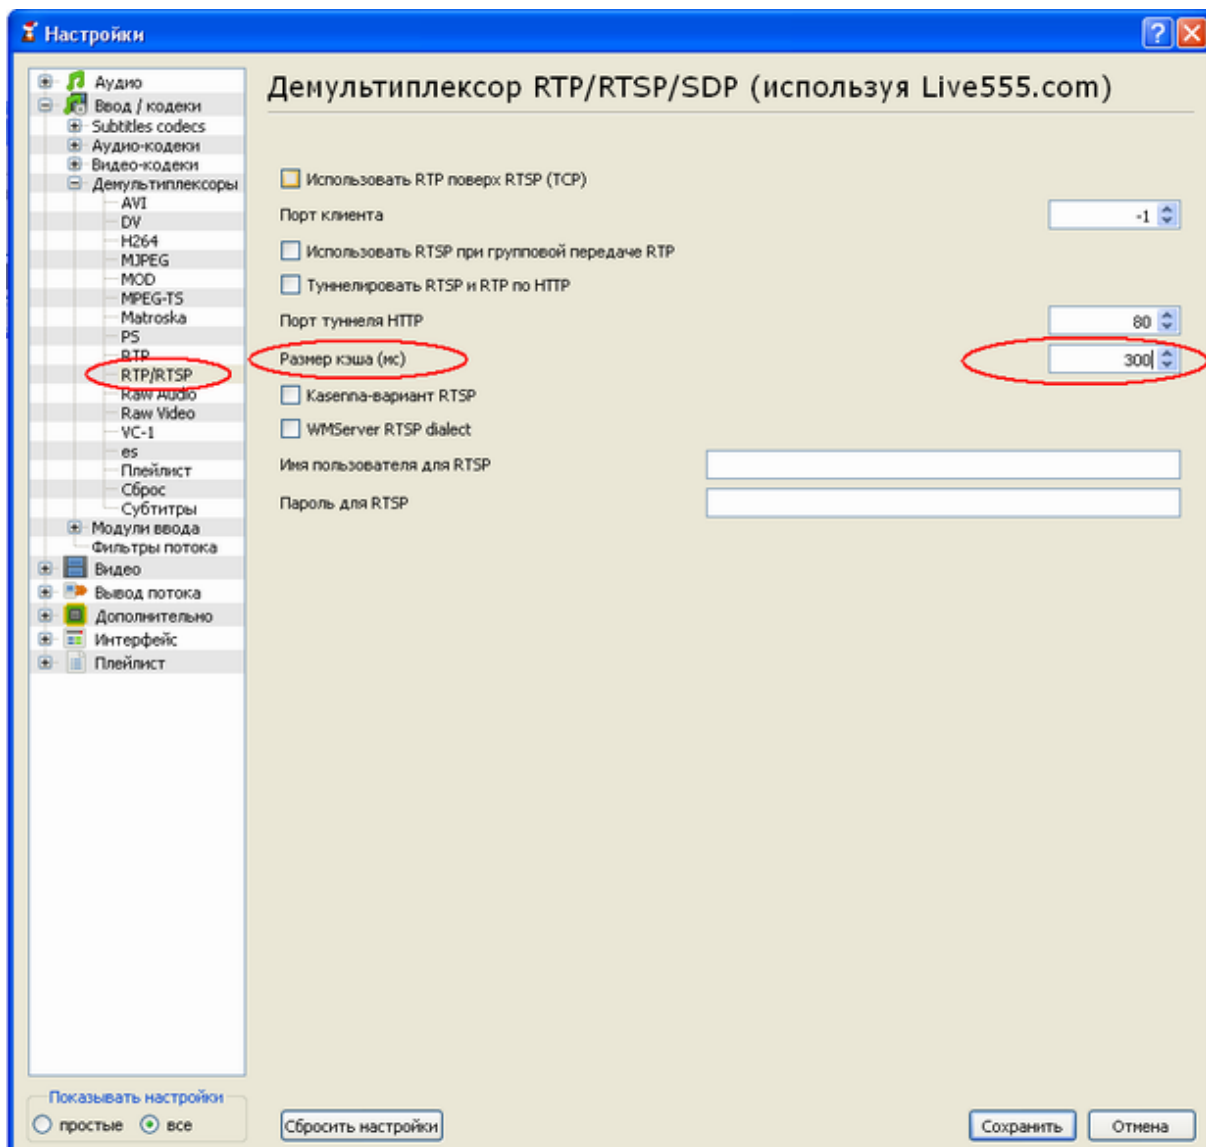 Настройки
Аудио
Ввод / кодеки
Subtitles codecs
Аудио-кодеки
Видео-кодеки
Демультиплексоры
AVI
DV
H264
MJPEG
MOD
MPEG-TS
Matroska
PS
RTP
RTP/RTSP
Raw Audio
Raw Video
VC-1
es
Плейлист
Сброс
Субтитры
Модули ввода
Фильтры потока
Видео
Вывод потока
Дополнительно
Интерфейс
Плейлист
Показывать настройки
простые все
Демультиплексор RTP/RTSP/SDP (используя Live555.com)
Использовать RTP поверх RTSP (TCP)
Порт клиента -1
Использовать RTSP при групповой передаче RTP
Туннелировать RTSP и RTP по HTTP
Порт туннеля HTTP 80
Размер кэша (мс) 300
Kasenna-вариант RTSP
WMServer RTSP dialect
Имя пользователя для RTSP
Пароль для RTSP
Сбросить настройки Сохранить Отмена